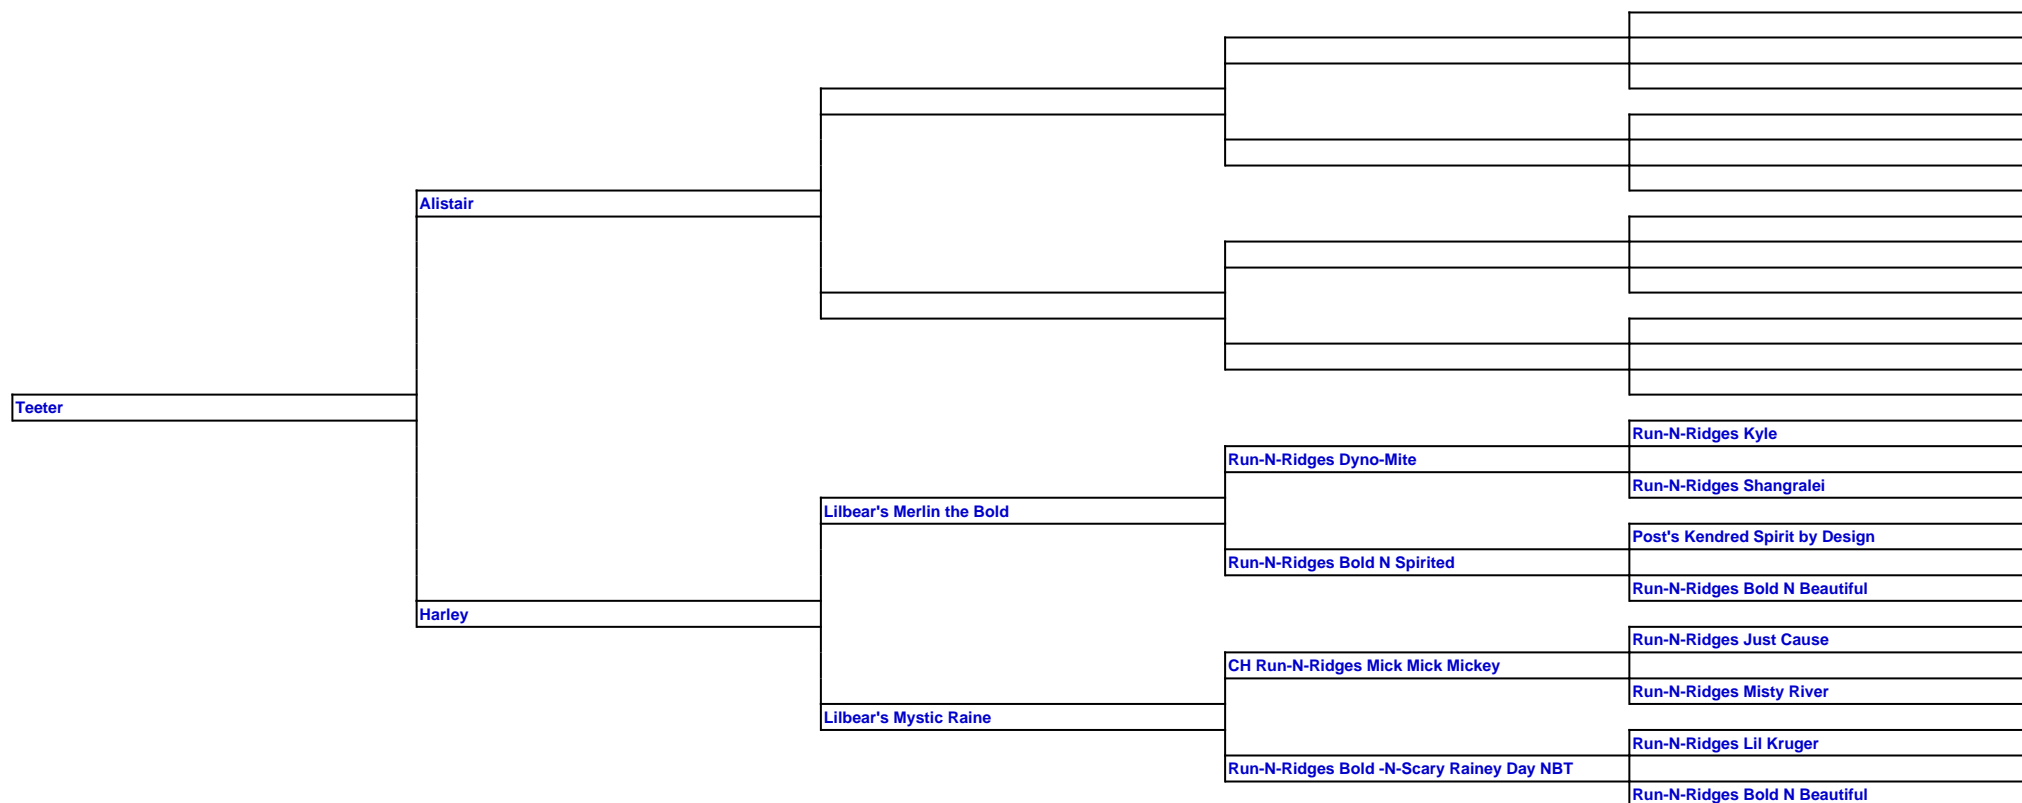 Alistair
Teeter
Run-N-Ridges Kyle
Run-N-Ridges Dyno-Mite
Run-N-Ridges Shangralei
Lilbear's Merlin the Bold
Post's Kendred Spirit by Design
Run-N-Ridges Bold N Spirited
Run-N-Ridges Bold N Beautiful
Harley
Run-N-Ridges Just Cause
CH Run-N-Ridges Mick Mick Mickey
Run-N-Ridges Misty River
Lilbear's Mystic Raine
Run-N-Ridges Lil Kruger
Run-N-Ridges Bold -N-Scary Rainey Day NBT
Run-N-Ridges Bold N Beautiful